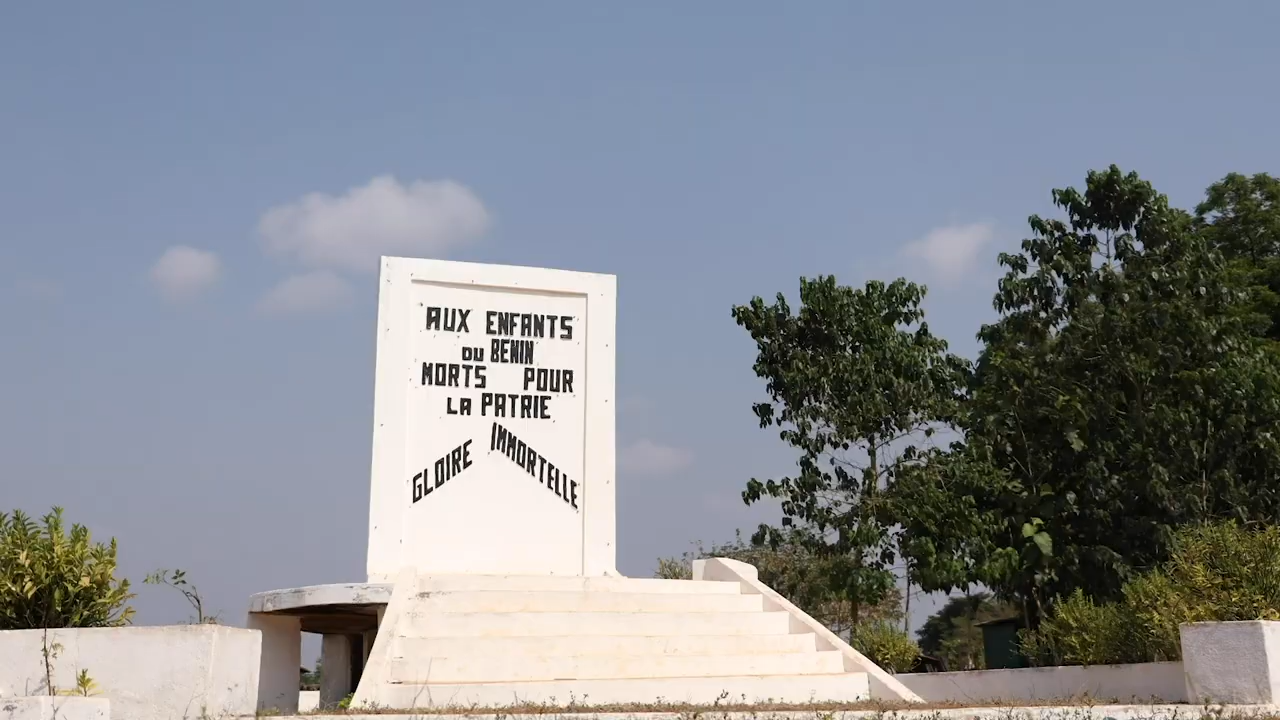 AUX ENFANTS
DU BENIN
MORTS POUR
LA PATRIE
GLOIRE IMMORTELLE